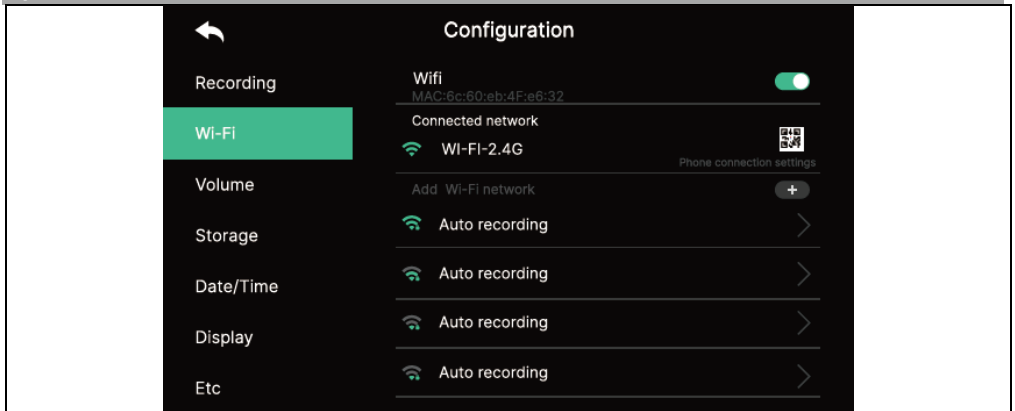 Configuration
Recording
Wi-Fi
Volume
Storage
Date/Time
Display
Etc
Wifi
MAC:6c:60:eb:4F:e6:32
Connected network
WI-FI-2.4G
Phone connection settings
Add Wi-Fi network
+
Auto recording
Auto recording
Auto recording
Auto recording